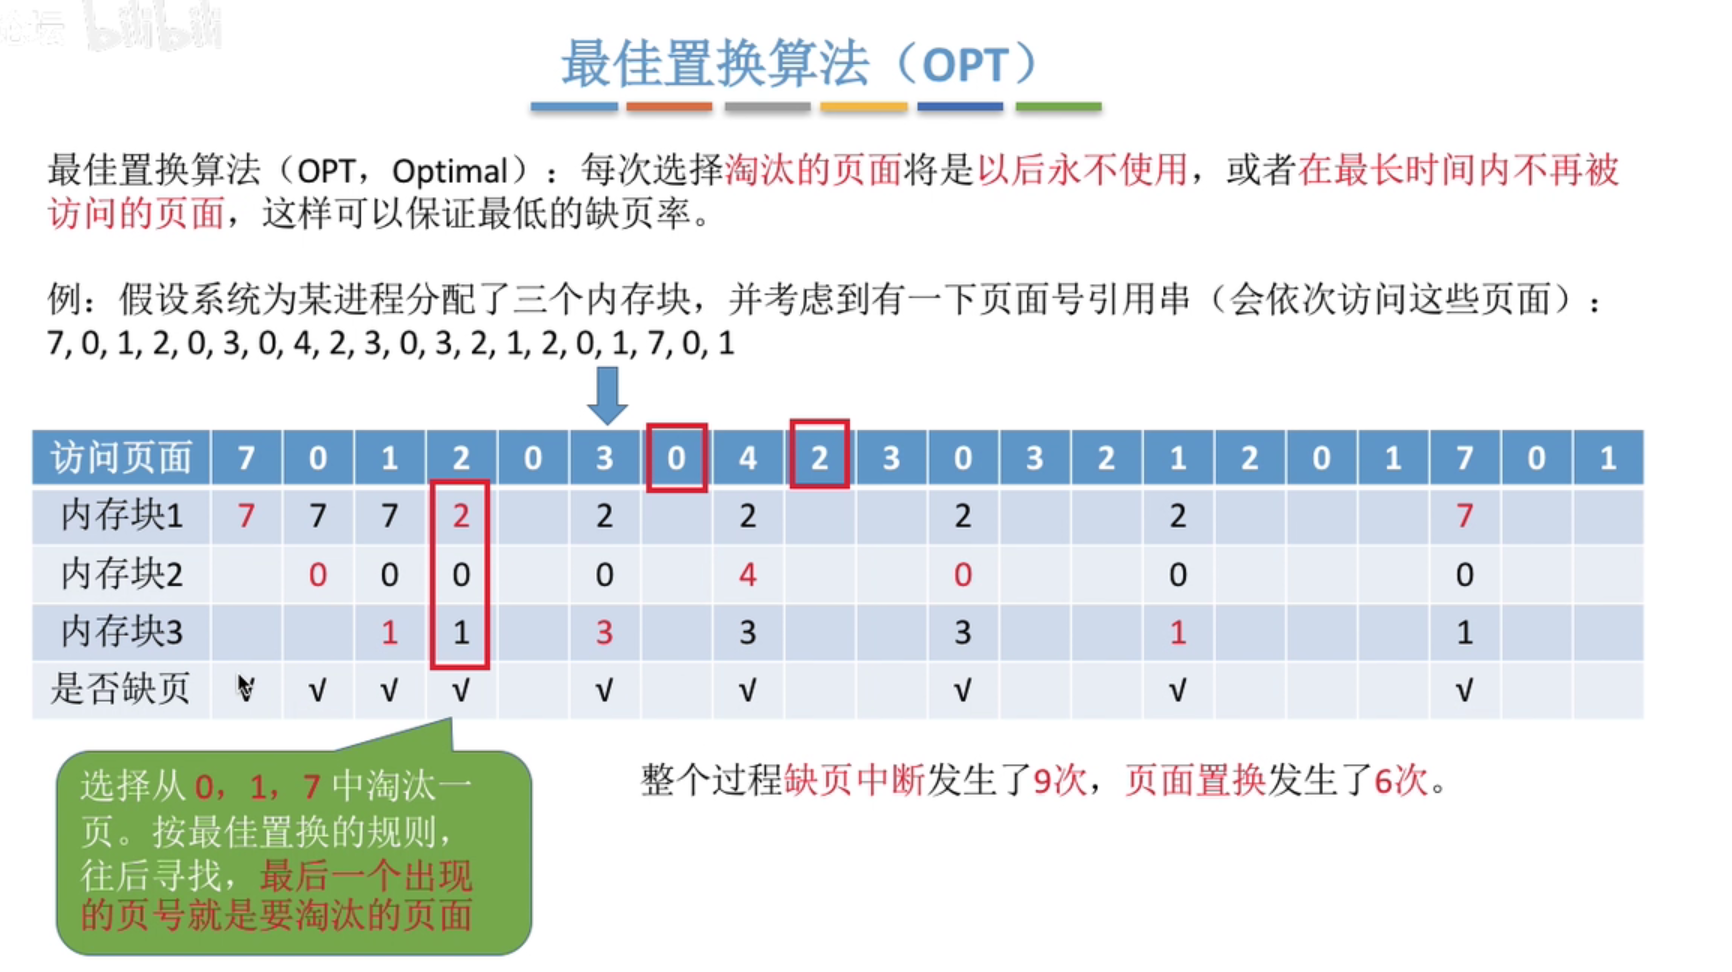 bilibili
最佳置换算法（OPT）
最佳置换算法（OPT，Optimal）：每次选择淘汰的页面将是以后永不使用，或者在最长时间内不再被
访问的页面，这样可以保证最低的缺页率。
例：假设系统为某进程分配了三个内存块，并考虑到有一下页面号引用串（会依次访问这些页面）：
7, 0, 1, 2, 0, 3, 0, 4, 2, 3, 0, 3, 2, 1, 2, 0, 1, 7, 0, 1
访问页面 7 0 1 2 0 3 0 4 2 3 0 3 2 1 2 0 1 7 0 1
内存块1 7 7 7 2 2 2 2 2 7
内存块2 0 0 0 0 4 0 0 0
内存块3 1 1 3 3 3 1 1
是否缺页 √ √ √ √ √ √ √ √ √
选择从 0，1，7 中淘汰一
页。按最佳置换的规则，
往后寻找，最后一个出现
的页号就是要淘汰的页面
整个过程缺页中断发生了9次，页面置换发生了6次。